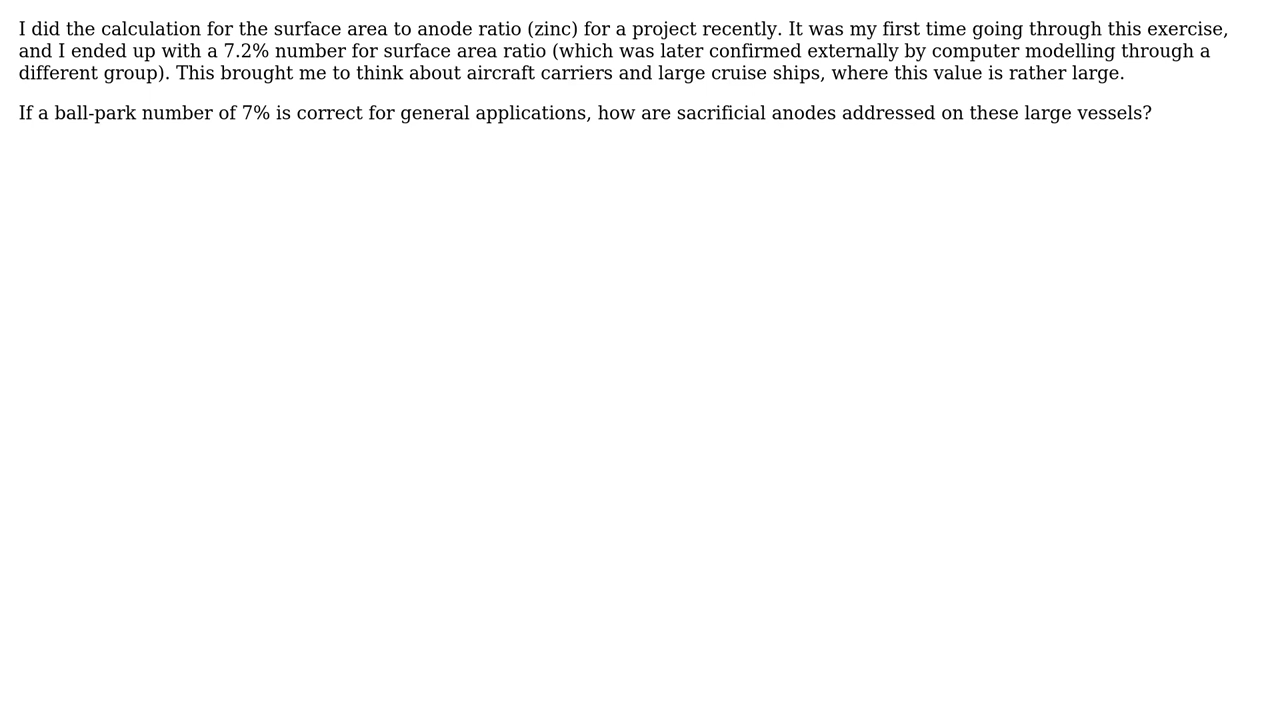 I did the calculation for the surface area to anode ratio (zinc) for a project recently. It was my first time going through this exercise,
and I ended up with a 7.2% number for surface area ratio (which was later confirmed externally by computer modelling through a
different group). This brought me to think about aircraft carriers and large cruise ships, where this value is rather large.
If a ball-park number of 7% is correct for general applications, how are sacrificial anodes addressed on these large vessels?